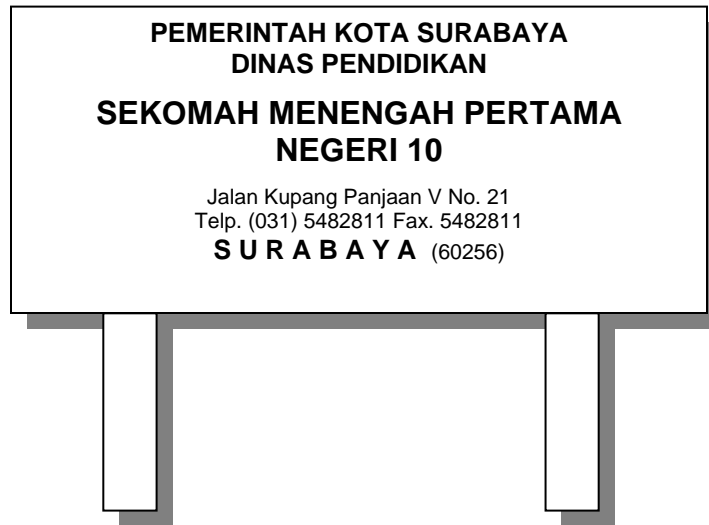 PEMERINTAH KOTA SURABAYA
DINAS PENDIDIKAN
SEKOMAH MENENGAH PERTAMA
NEGERI 10
Jalan Kupang Panjaan V No. 21
Telp. (031) 5482811 Fax. 5482811
S U R A B A Y A (60256)